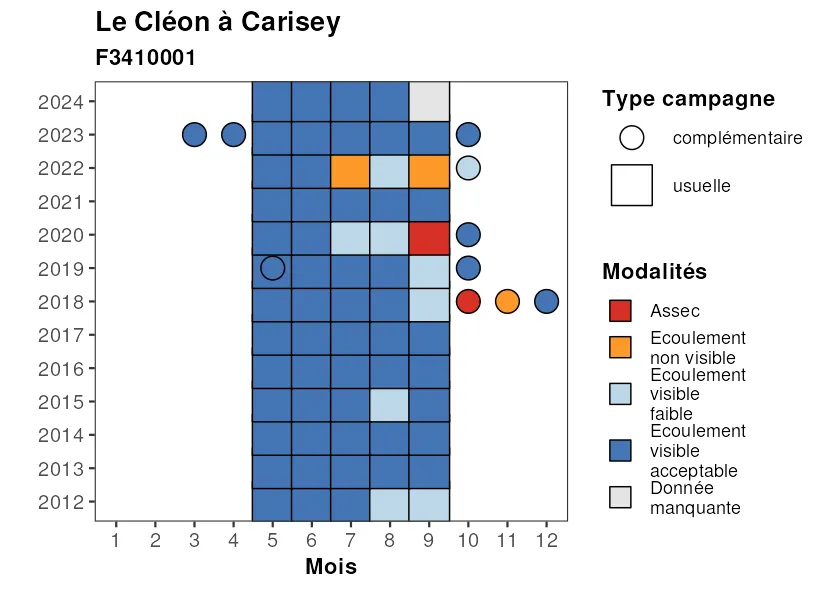 Le Cléon à Carisey
F3410001
2024
2023
2022
2021
2020
2019
2018
2017
2016
2015
2014
2013
2012
1 2 3 4 5 6 7 8 9 10 11 12
Mois
Type campagne
complémentaire
usuelle
Modalités
Assec
Ecoulement
non visible
Ecoulement
visible
faible
Ecoulement
visible
acceptable
Donnée
manquante